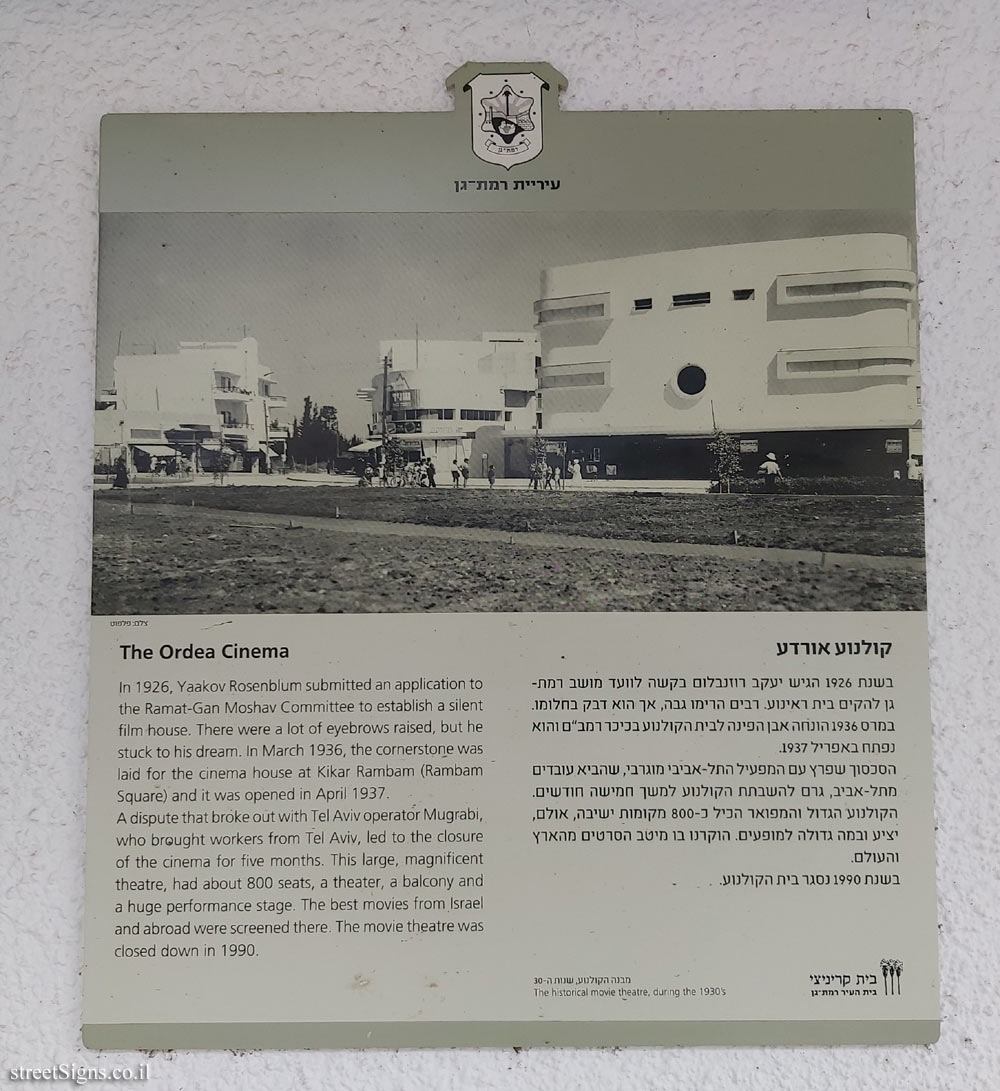 רמת־גן
עיריית רמת־גן
צלם: פלפוט
The Ordea Cinema
In 1926, Yaakov Rosenblum submitted an application to
the Ramat-Gan Moshav Committee to establish a silent
film house. There were a lot of eyebrows raised, but he
stuck to his dream. In March 1936, the cornerstone was
laid for the cinema house at Kikar Rambam (Rambam
Square) and it was opened in April 1937.
A dispute that broke out with Tel Aviv operator Mugrabi,
who brought workers from Tel Aviv, led to the closure
of the cinema for five months. This large, magnificent
theatre, had about 800 seats, a theater, a balcony and
a huge performance stage. The best movies from Israel
and abroad were screened there. The movie theatre was
closed down in 1990.
קולנוע אורדע
בשנת 1926 הגיש יעקב רוזנבלום בקשה לוועד מושב רמת-
גן להקים בית ראינוע. רבים הרימו גבה, אך הוא דבק בחלומו.
במרס 1936 הונחה אבן הפינה לבית הקולנוע בכיכר רמב"ם והוא
נפתח באפריל 1937.
הסכסוך שפרץ עם המפעיל התל-אביבי מוגרבי, שהביא עובדים
מתל-אביב, גרם להשבתת הקולנוע למשך חמישה חודשים.
הקולנוע הגדול והמפואר הכיל כ-800 מקומות ישיבה, אולם,
יציע ובמה גדולה למופעים. הוקרנו בו מיטב הסרטים מהארץ
והעולם.
בשנת 1990 נסגר בית הקולנוע.
מבנה הקולנוע, שנות ה-30
The historical movie theatre, during the 1930's
בית קריניצי
בית העיר רמת-גן
streetSigns.co.il